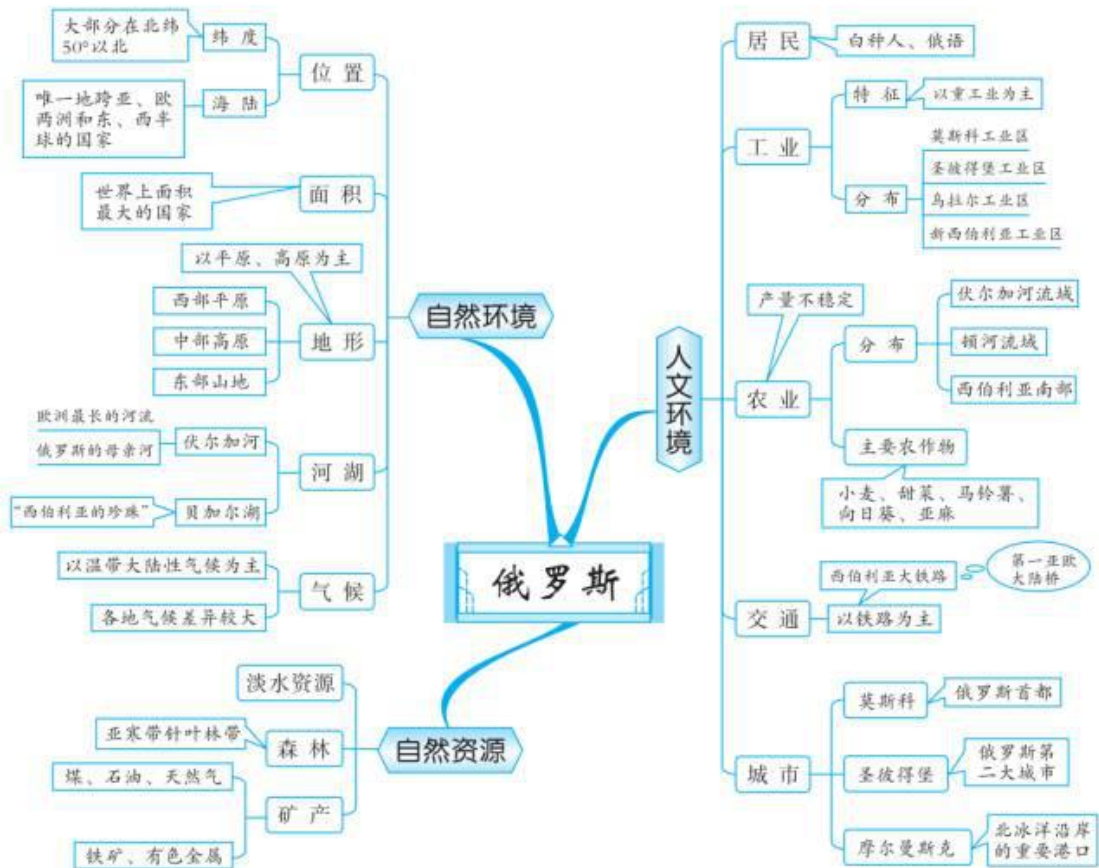 俄罗斯
自然环境
位置
纬度
大部分在北纬
50°以北
海陆
唯一地跨亚、欧
两洲和东、西半
球的国家
面积
世界上面积
最大的国家
地形
以平原、高原为主
西部平原
中部高原
东部山地
河湖
伏尔加河
欧洲最长的河流
俄罗斯的母亲河
贝加尔湖
“西伯利亚的珍珠”
气候
以温带大陆性气候为主
各地气候差异较大
自然资源
淡水资源
森林
亚寒带针叶林带
矿产
煤、石油、天然气
铁矿、有色金属
人文环境
居民
白种人、俄语
工业
特征
以重工业为主
分布
莫斯科工业区
圣彼得堡工业区
乌拉尔工业区
新西伯利亚工业区
农业
产量不稳定
分布
伏尔加河流域
顿河流域
西伯利亚南部
主要农作物
小麦、甜菜、马铃薯、
向日葵、亚麻
交通
以铁路为主
西伯利亚大铁路
第一亚欧
大陆桥
城市
莫斯科
俄罗斯首都
圣彼得堡
俄罗斯第
二大城市
摩尔曼斯克
北冰洋沿岸
的重要港口